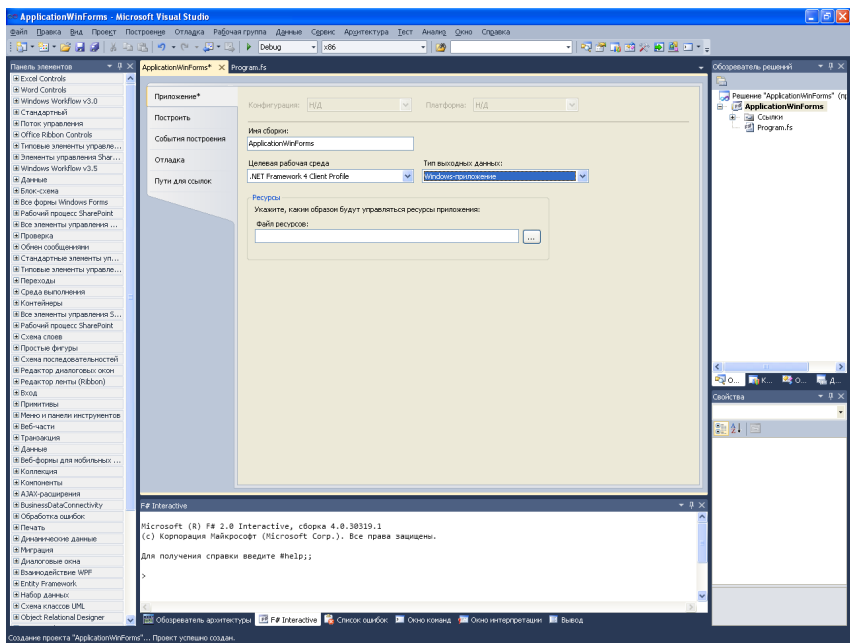 ApplicationWinForms - Microsoft Visual Studio
Файл Правка Вид Проект Построение Отладка Рабочая группа Данные Сервис Архитектура Тест Анализ Окно Справка
Debug x86
Панель элементов
Excel Controls
Word Controls
Windows Workflow v3.0
Стандартный
Поток управления
Office Ribbon Controls
Типовые элементы управле...
Элементы управления Shar...
Windows Workflow v3.5
Данные
Блок-схема
Все формы Windows Forms
Рабочий процесс SharePoint
Все элементы управления ...
Проверка
Обмен сообщениями
Стандартные элементы уп...
Типовые элементы управле...
Переходы
Среда выполнения
Контейнеры
Все элементы управления S...
Рабочий процесс SharePoint
Схема слоев
Простые фигуры
Схема последовательностей
Редактор диалоговых окон
Редактор ленты (Ribbon)
Вход
Примитивы
Меню и панели инструментов
Веб-части
Транзакция
Данные
Веб-формы для мобильных ...
Коллекция
Компоненты
AJAX-расширения
BusinessDataConnectivity
Обработка ошибок
Печать
Динамические данные
Миграция
Диалоговые окна
Взаимодействие WPF
Entity Framework
Набор данных
Схема классов UML
Object Relational Designer
ApplicationWinForms* Program.fs
Приложение*
Построить
События построения
Отладка
Пути для ссылок
Конфигурация: Н/Д Платформа: Н/Д
Имя сборки:
ApplicationWinForms
Целевая рабочая среда Тип выходных данных:
.NET Framework 4 Client Profile Windows-приложение
Ресурсы
Укажите, каким образом будут управляться ресурсы приложения:
Файл ресурсов:
...
F# Interactive
Microsoft (R) F# 2.0 Interactive, сборка 4.0.30319.1
(c) Корпорация Майкрософт (Microsoft Corp.). Все права защищены.
Для получения справки введите #help;;
>
Обозреватель архитектуры F# Interactive Список ошибок Окно команд Окно интерпретации Вывод
Обозреватель решений
Решение "ApplicationWinForms" (п
ApplicationWinForms
Ссылки
Program.fs
О... К... О... Д...
Свойства
Создание проекта "ApplicationWinForms"... Проект успешно создан.